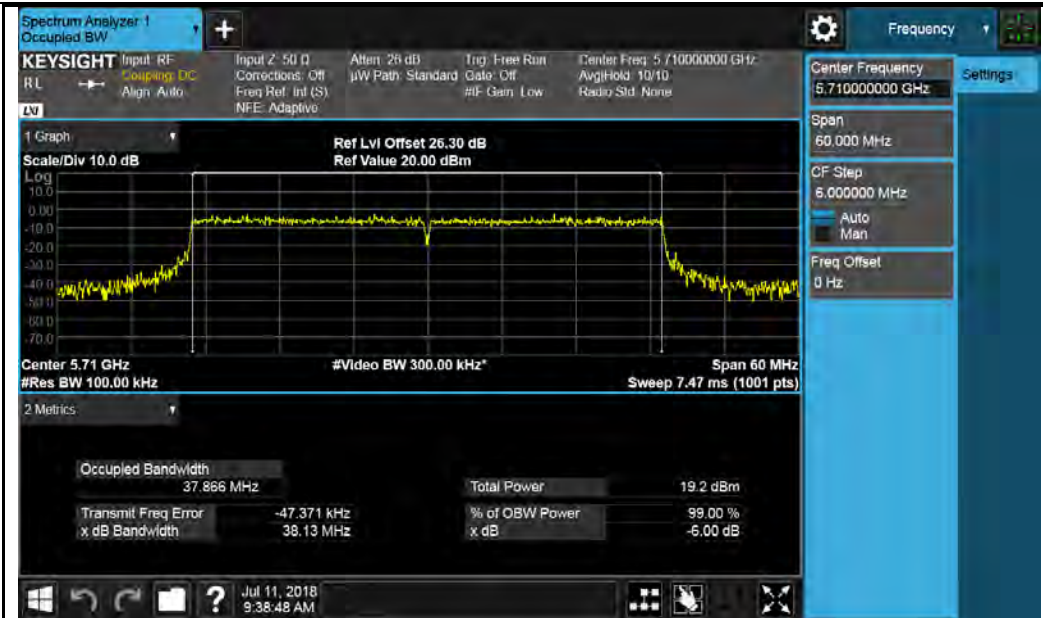 Spectrum Analyzer 1
Occupied BW
+
Frequency
KEYSIGHT
RL
LXI
Input: RF
Coupling: DC
Align: Auto
Input Z: 50 Ω
Corrections: Off
Freq Ref: Int (S)
NFE: Adaptive
Atten: 26 dB
µW Path: Standard
Trig: Free Run
Gate: Off
#IF Gain: Low
Center Freq: 5.710000000 GHz
Avg|Hold: 10/10
Radio Std: None
Center Frequency
5.710000000 GHz
Settings
Span
60.000 MHz
CF Step
6.000000 MHz
Auto
Man
Freq Offset
0 Hz
1 Graph
Scale/Div 10.0 dB
Ref Lvl Offset 26.30 dB
Ref Value 20.00 dBm
Log
10.0
0.00
-10.0
-20.0
-30.0
-40.0
-50.0
-60.0
-70.0
Center 5.71 GHz
#Res BW 100.00 kHz
#Video BW 300.00 kHz*
Span 60 MHz
Sweep 7.47 ms (1001 pts)
2 Metrics
Occupied Bandwidth
37.866 MHz
Total Power 19.2 dBm
Transmit Freq Error -47.371 kHz
% of OBW Power 99.00 %
x dB Bandwidth 38.13 MHz
x dB -6.00 dB
?
Jul 11, 2018
9:38:48 AM